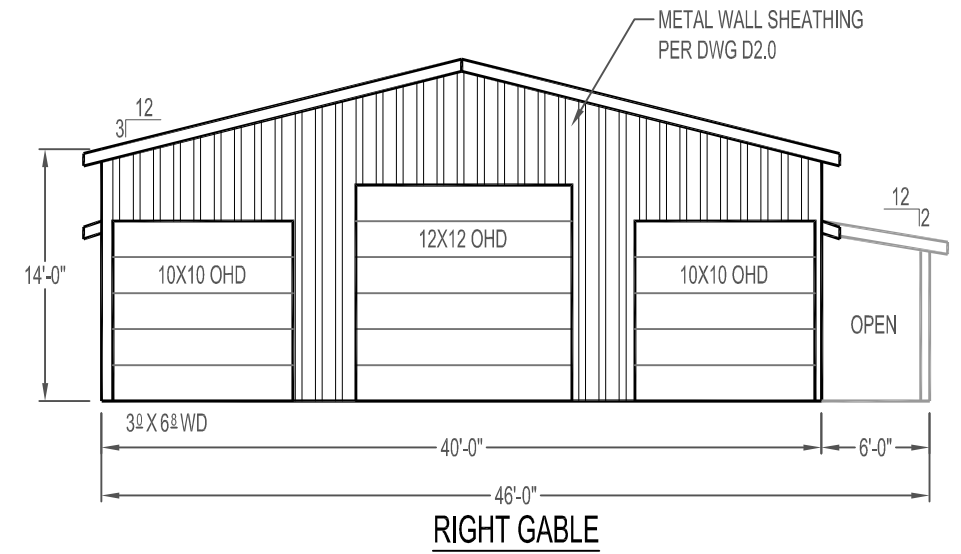 METAL WALL SHEATHING
PER DWG D2.0
12
3
12
2
14'-0"
12X12 OHD
10X10 OHD
10X10 OHD
OPEN
30 X 68 WD
40'-0"
6'-0"
46'-0"
RIGHT GABLE